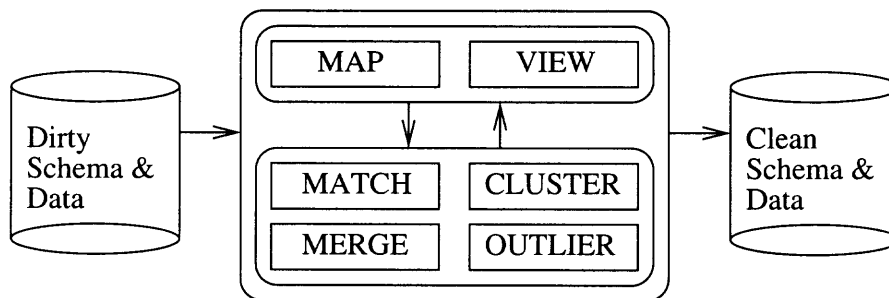 MAP
VIEW
Dirty
Schema &
Data
MATCH
CLUSTER
MERGE
OUTLIER
Clean
Schema &
Data